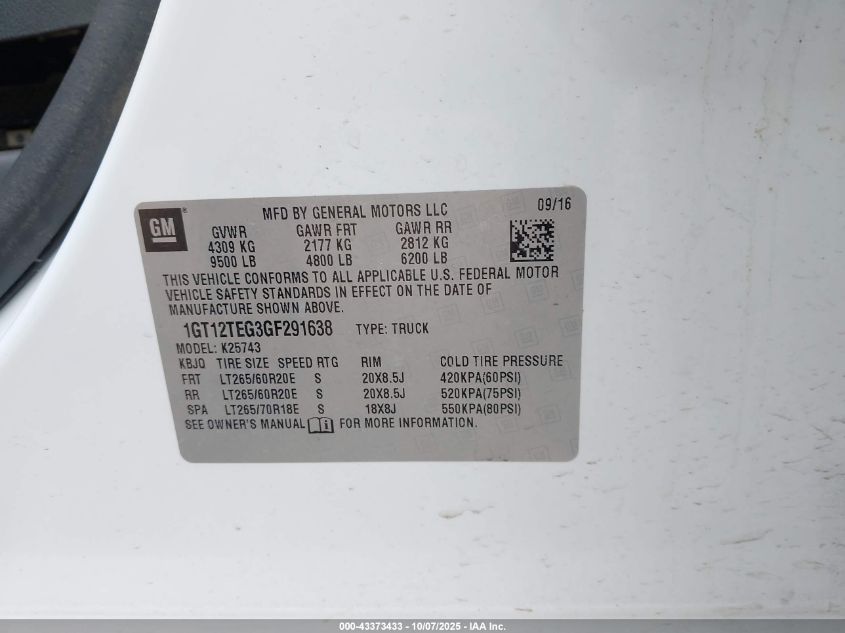 GM® MFD BY GENERAL MOTORS LLC 09/16
GVWR GAWR FRT GAWR RR
4309 KG 2177 KG 2812 KG
9500 LB 4800 LB 6200 LB
THIS VEHICLE CONFORMS TO ALL APPLICABLE U.S. FEDERAL MOTOR
VEHICLE SAFETY STANDARDS IN EFFECT ON THE DATE OF
MANUFACTURE SHOWN ABOVE.
1GT12TEG3GF291638 TYPE: TRUCK
MODEL: K25743
KBJQ TIRE SIZE SPEED RTG RIM COLD TIRE PRESSURE
FRT LT265/60R20E S 20X8.5J 420KPA(60PSI)
RR LT265/60R20E S 20X8.5J 520KPA(75PSI)
SPA LT265/70R18E S 18X8J 550KPA(80PSI)
SEE OWNER'S MANUAL FOR MORE INFORMATION.
000-43373433 - 10/07/2025 - IAA Inc.